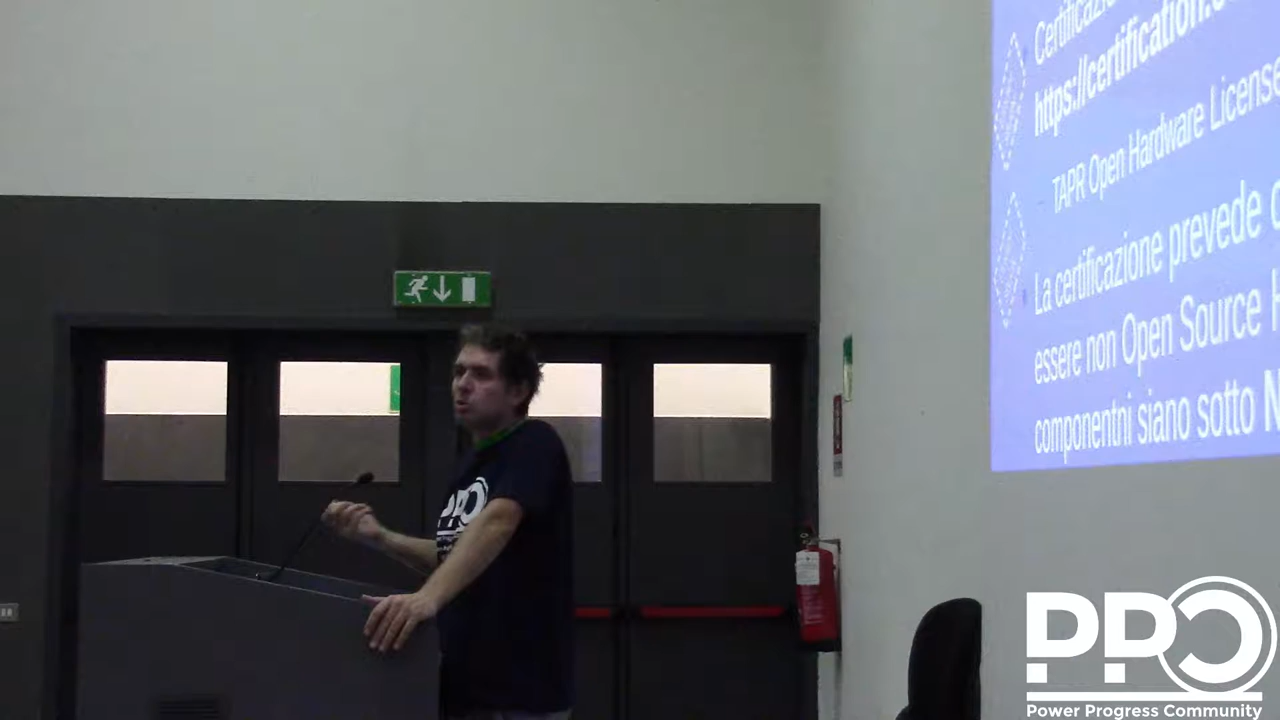 Certificazio
https://certification.o
TAPR Open Hardware License
La certificazione prevede c
essere non Open Source H
componentni siano sotto N
PPC
PPC
Power Progress Community